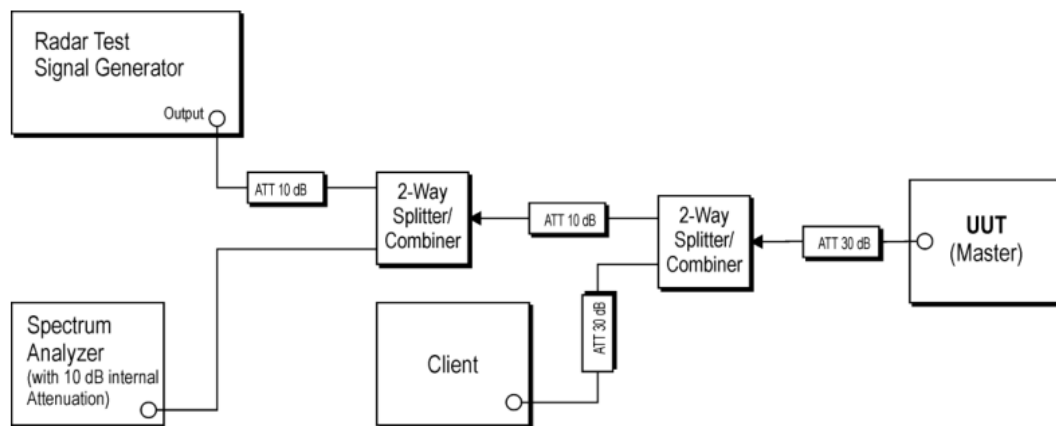 Radar Test
Signal Generator
Output
ATT 10 dB
2-Way
Splitter/
Combiner
ATT 10 dB
2-Way
Splitter/
Combiner
ATT 30 dB
UUT
(Master)
Spectrum
Analyzer
(with 10 dB internal
Attenuation)
Client
ATT 30 dB